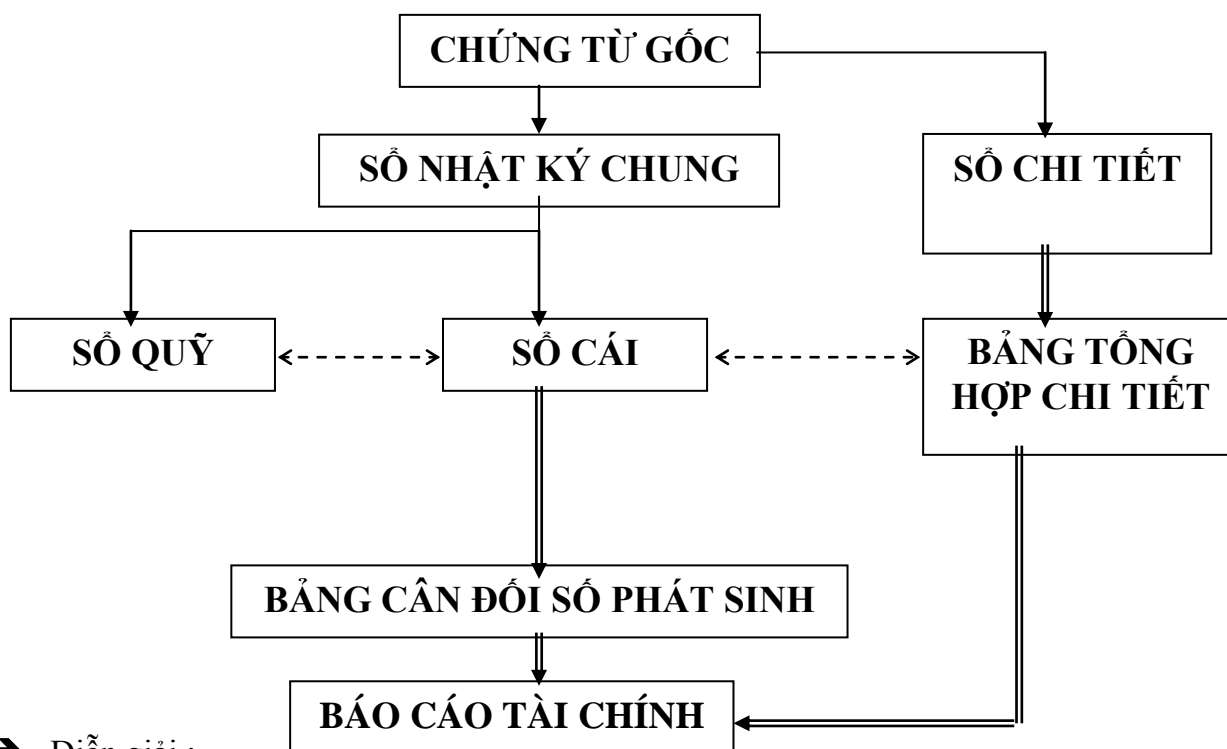 CHỨNG TỪ GỐC
SỔ NHẬT KÝ CHUNG
SỔ CHI TIẾT
SỔ QUỸ
SỔ CÁI
BẢNG TỔNG
HỢP CHI TIẾT
BẢNG CÂN ĐỐI SỐ PHÁT SINH
BÁO CÁO TÀI CHÍNH
Diễn giải :